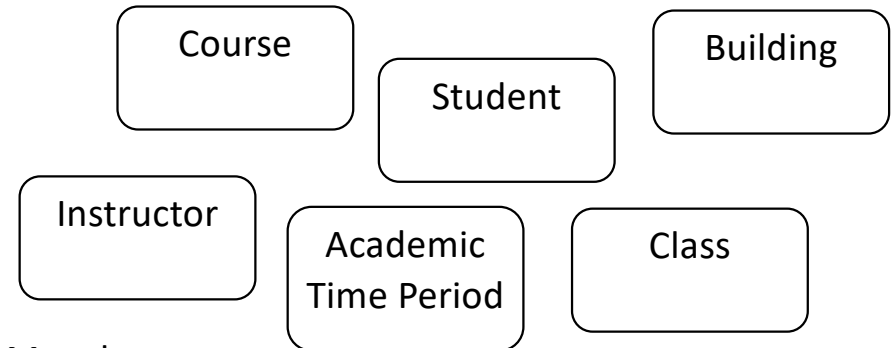 Course
Building
Student
Instructor
Academic
Time Period
Class